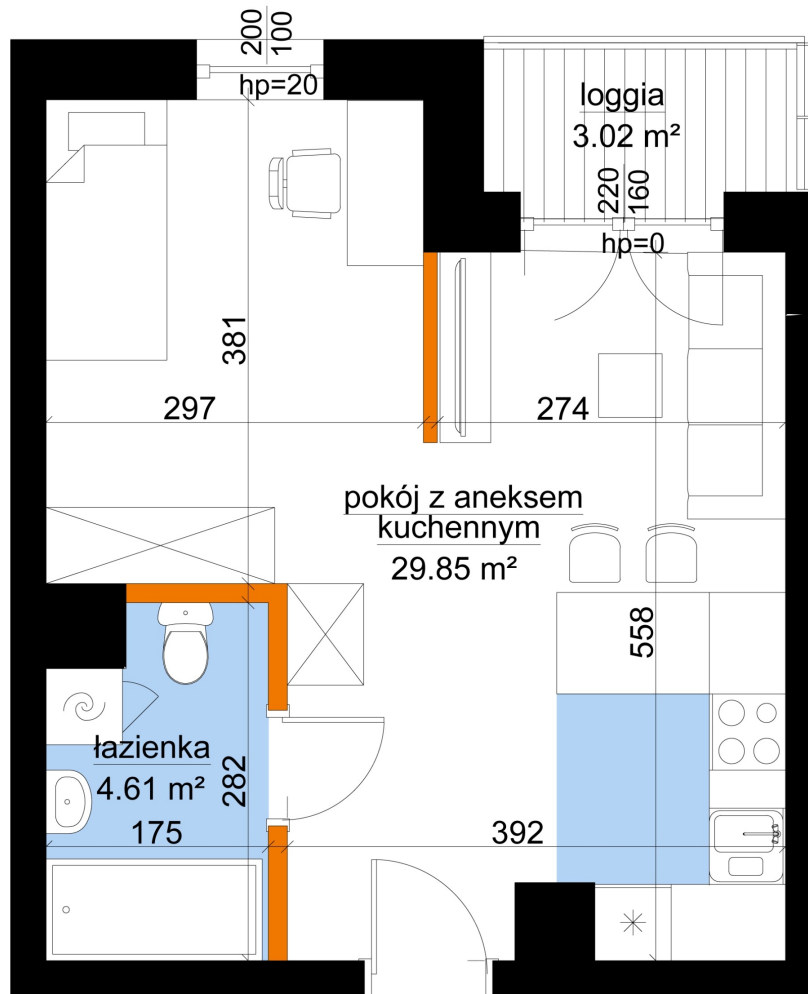 200
100
hp=20
loggia
3.02 m²
220
160
hp=0
381
297
274
pokój z aneksem
kuchennym
29.85 m²
558
łazienka
4.61 m²
282
175
392